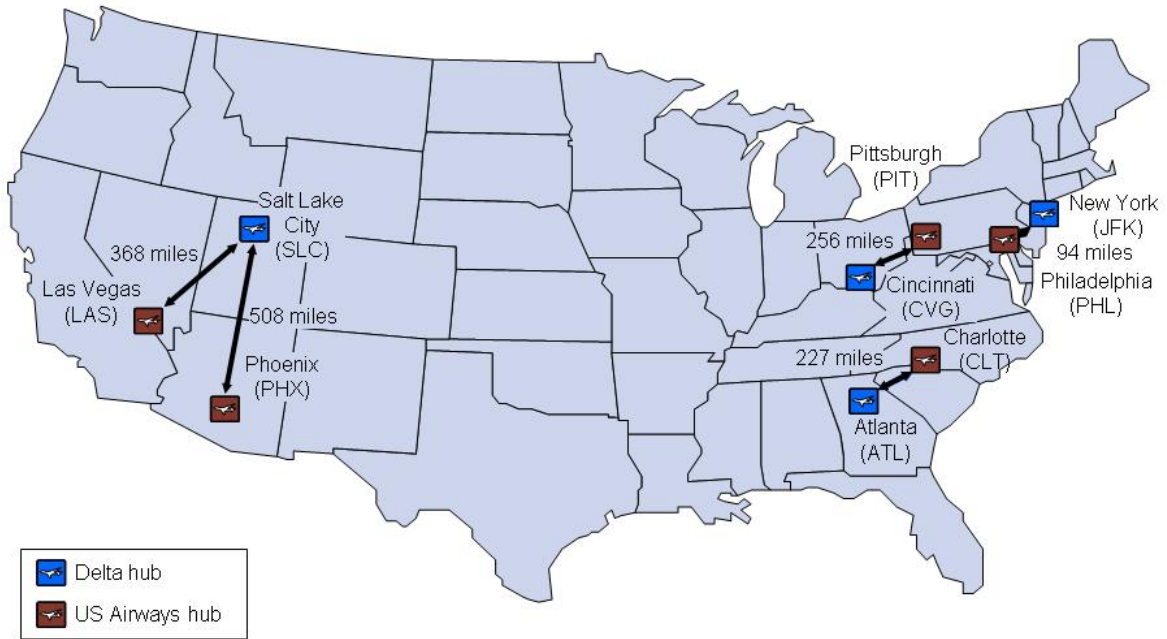 Pittsburgh
(PIT)
Salt Lake
City
(SLC)
New York
(JFK)
368 miles
256 miles
94 miles
Las Vegas
(LAS)
Cincinnati
(CVG)
Philadelphia
(PHL)
508 miles
Phoenix
(PHX)
227 miles
Charlotte
(CLT)
Atlanta
(ATL)
Delta hub
US Airways hub